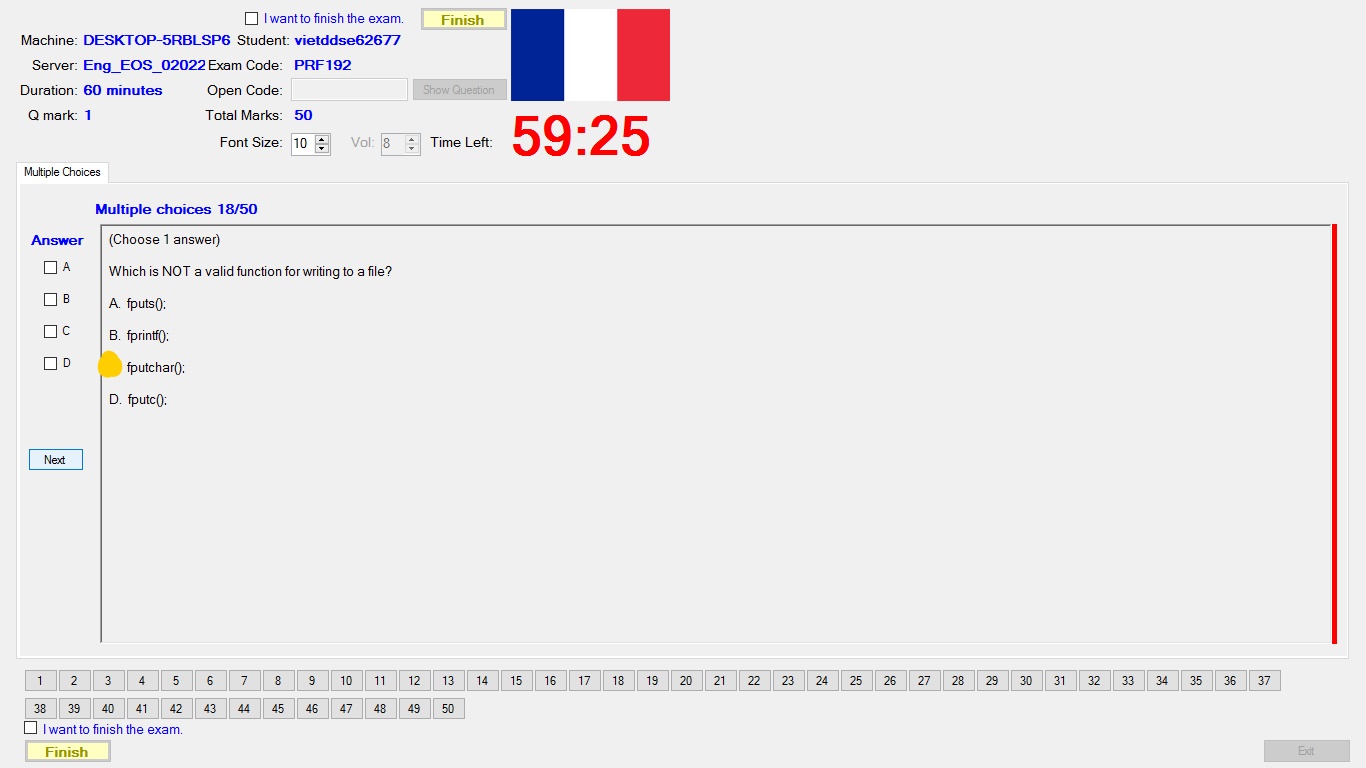 I want to finish the exam. Finish
Machine: DESKTOP-5RBLSP6 Student: vietddse62677
Server: Eng_EOS_02022 Exam Code: PRF192
Duration: 60 minutes Open Code: Show Question
Q mark: 1 Total Marks: 50
Font Size: 10 Vol: 8 Time Left: 59:25
Multiple Choices
Multiple choices 18/50
Answer
(Choose 1 answer)
A
Which is NOT a valid function for writing to a file?
B
A. fputs();
C
B. fprintf();
D
fputchar();
D. fputc();
Next
1 2 3 4 5 6 7 8 9 10 11 12 13 14 15 16 17 18 19 20 21 22 23 24 25 26 27 28 29 30 31 32 33 34 35 36 37
38 39 40 41 42 43 44 45 46 47 48 49 50
I want to finish the exam.
Finish Exit